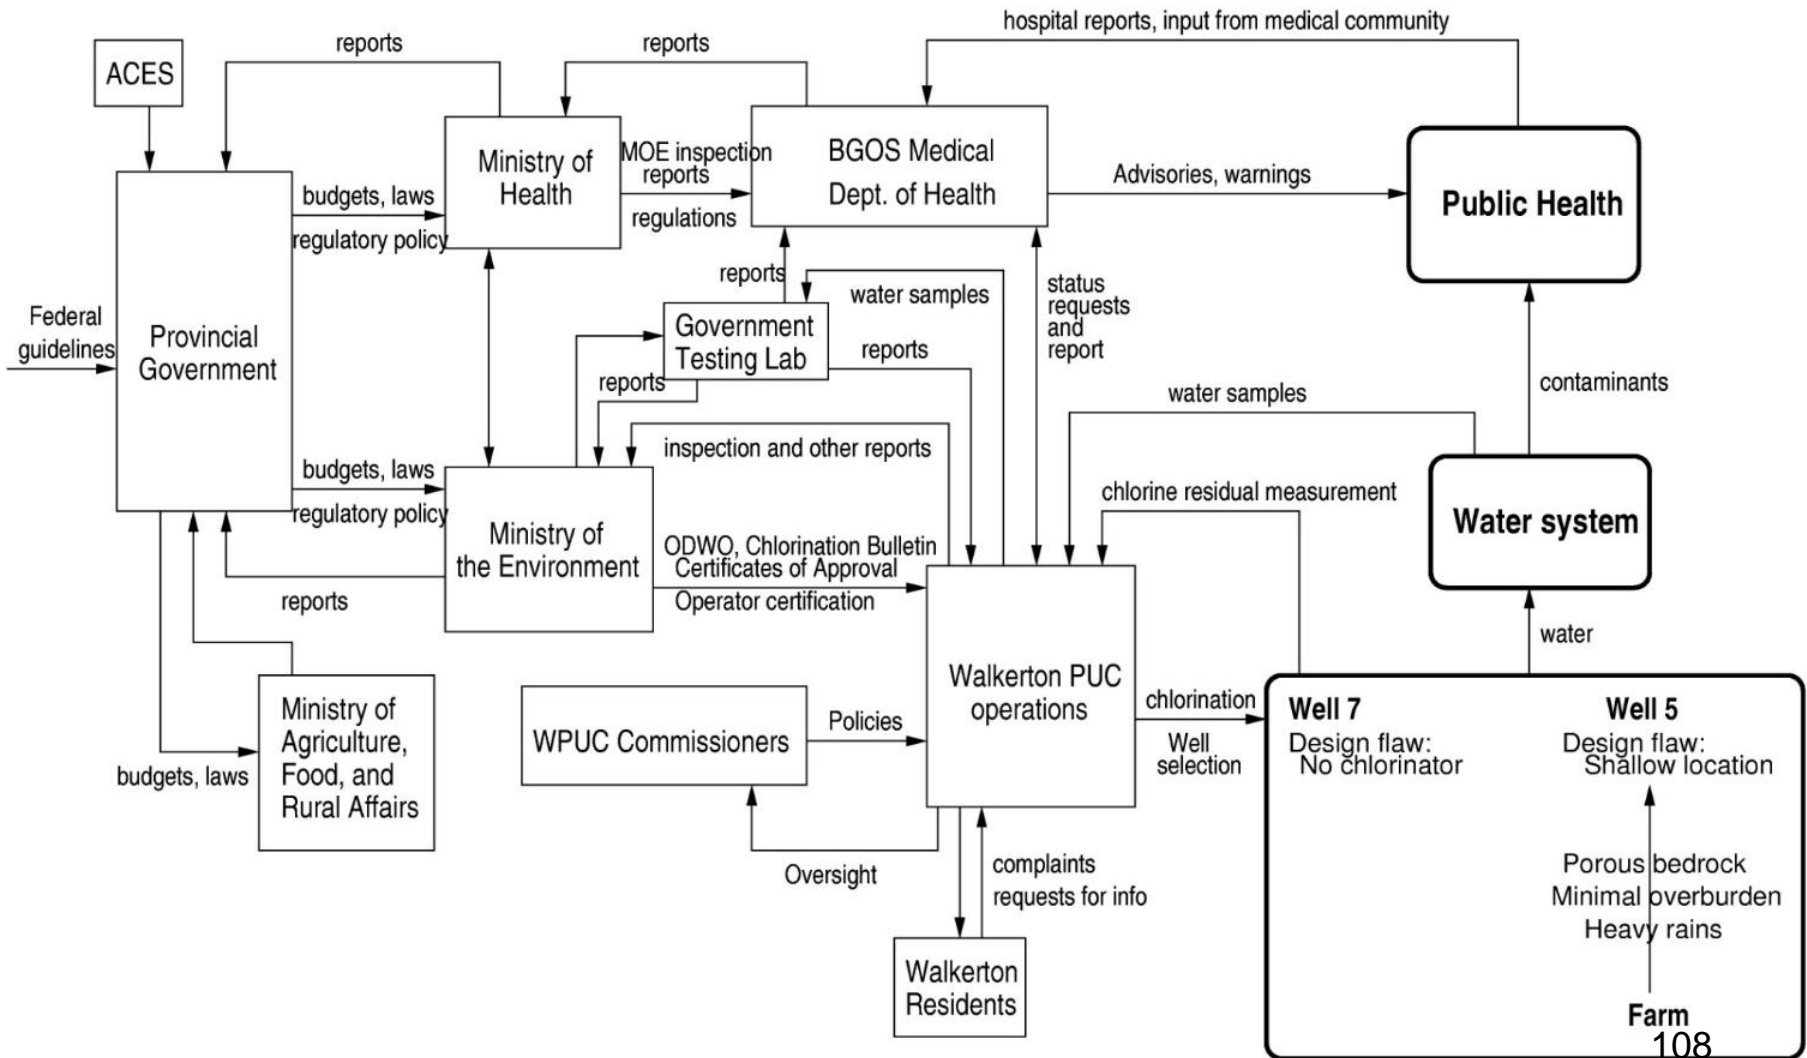 hospital reports, input from medical community
reports
reports
ACES
MOE inspection
reports
regulations
Ministry of
Health
BGOS Medical
Dept. of Health
Advisories, warnings
Public Health
budgets, laws
regulatory policy
Federal
guidelines
Provincial
Government
reports
water samples
status
requests
and
report
Government
Testing Lab
reports
reports
contaminants
water samples
inspection and other reports
budgets, laws
regulatory policy
chlorine residual measurement
Water system
Ministry of
the Environment
ODWO, Chlorination Bulletin
Certificates of Approval
Operator certification
reports
water
Ministry of
Agriculture,
Food, and
Rural Affairs
budgets, laws
WPUC Commissioners
Policies
Walkerton PUC
operations
chlorination
Well
selection
Well 7
Design flaw:
No chlorinator
Well 5
Design flaw:
Shallow location
Porous bedrock
Minimal overburden
Heavy rains
Farm
Oversight
complaints
requests for info
Walkerton
Residents
108